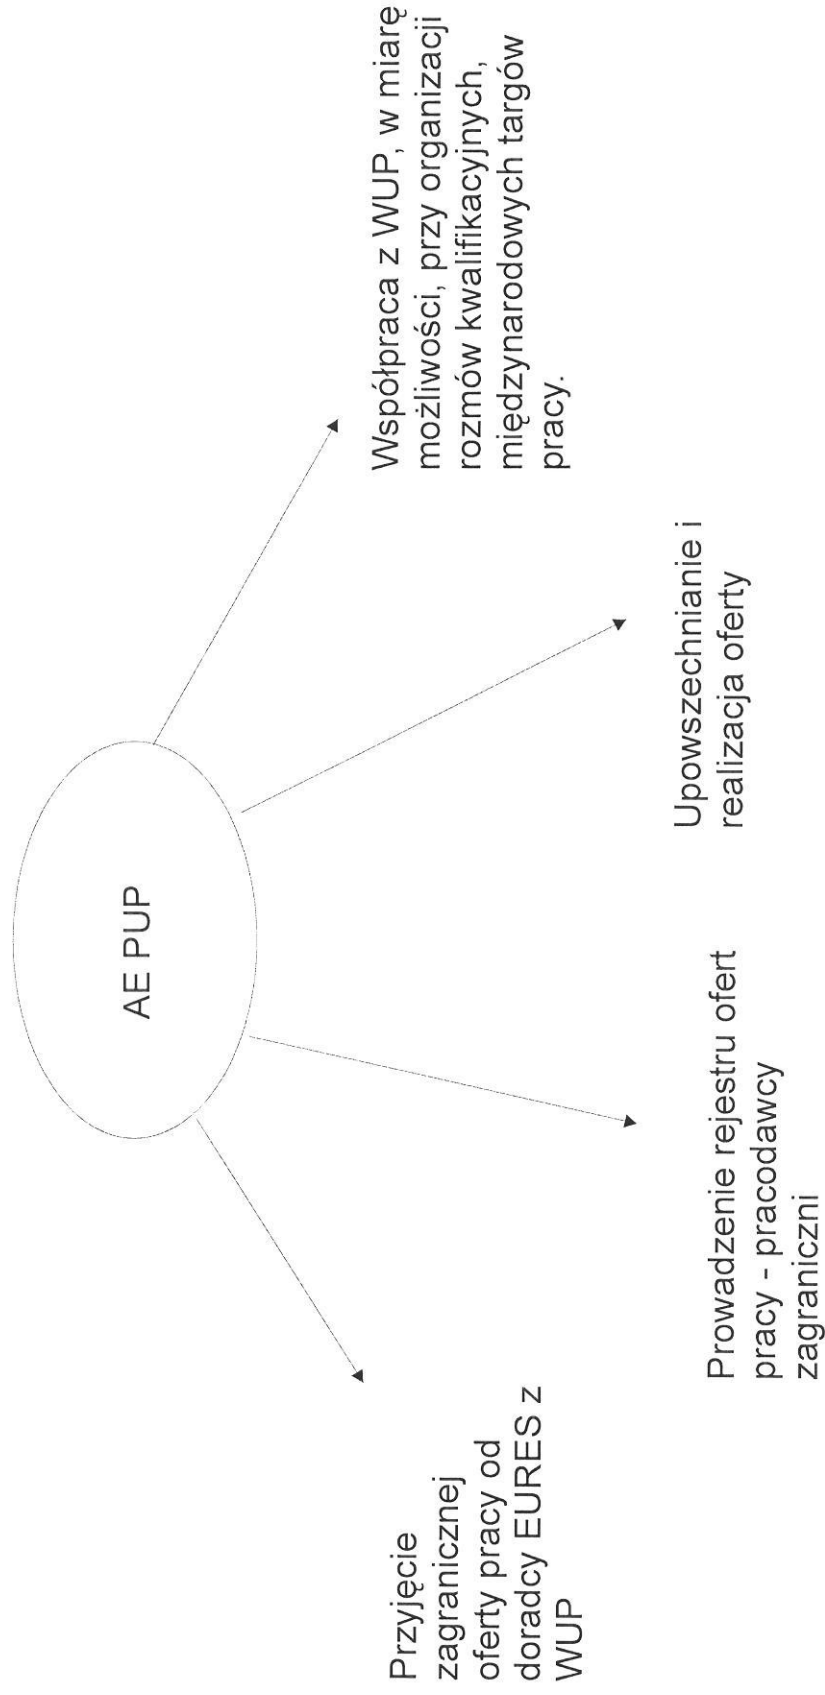 AE PUP
Przyjęcie
zagranicznej
oferty pracy od
doradcy EURES z
WUP
Prowadzenie rejestru ofert
pracy - pracodawcy
zagraniczni
Upowszechnianie i
realizacja oferty
Współpraca z WUP, w miarę
możliwości, przy organizacji
rozmów kwalifikacyjnych,
międzynarodowych targów
pracy.